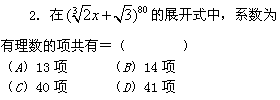 2. 在(∛2x+√3)⁸⁰的展开式中，系数为
有理数的项共有=（　　）
(A) 13项　(B) 14项
(C) 40项　(D) 41项